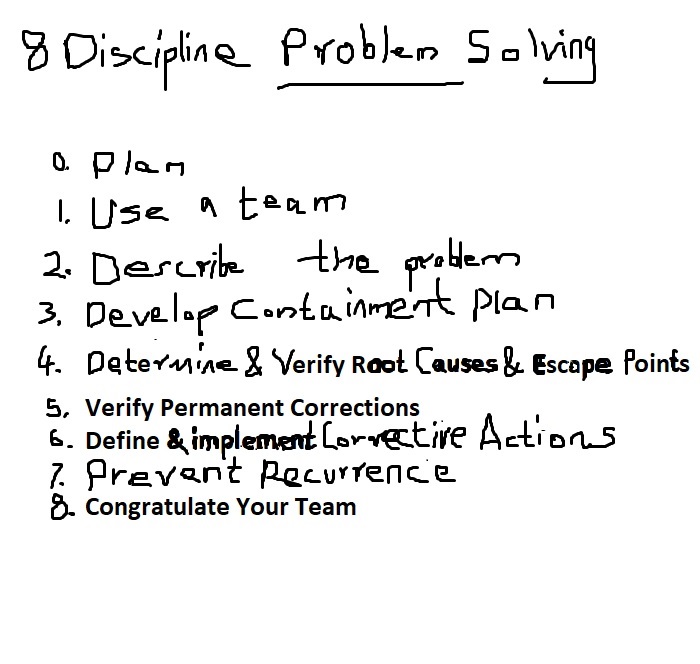 8 Discipline Problem Solving
0. Plan
1. Use a team
2. Describe the problem
3. Develop Containment Plan
4. Determine & Verify Root Causes & Escape Points
5. Verify Permanent Corrections
6. Define & implement Corrective Actions
7. Prevent Recurrence
8. Congratulate Your Team